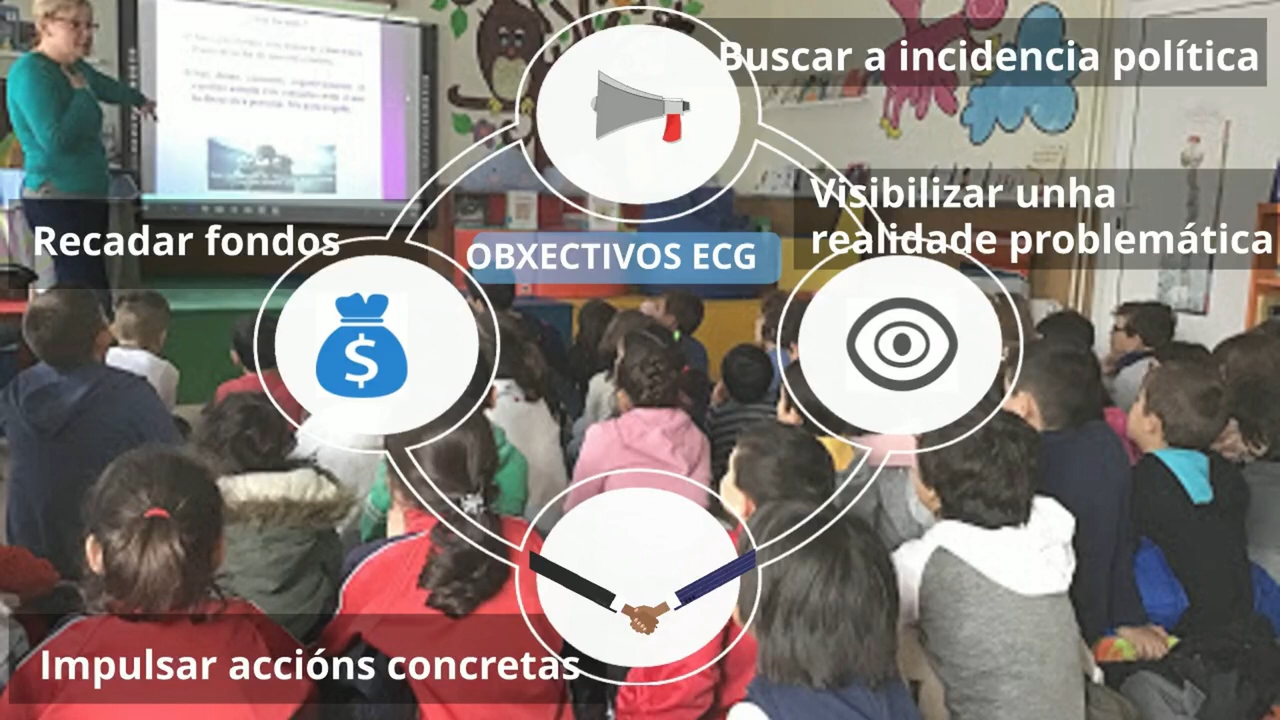 Buscar a incidencia política
Visibilizar unha
realidade problemática
Recadar fondos
OBXECTIVOS ECG
$
Impulsar accións concretas